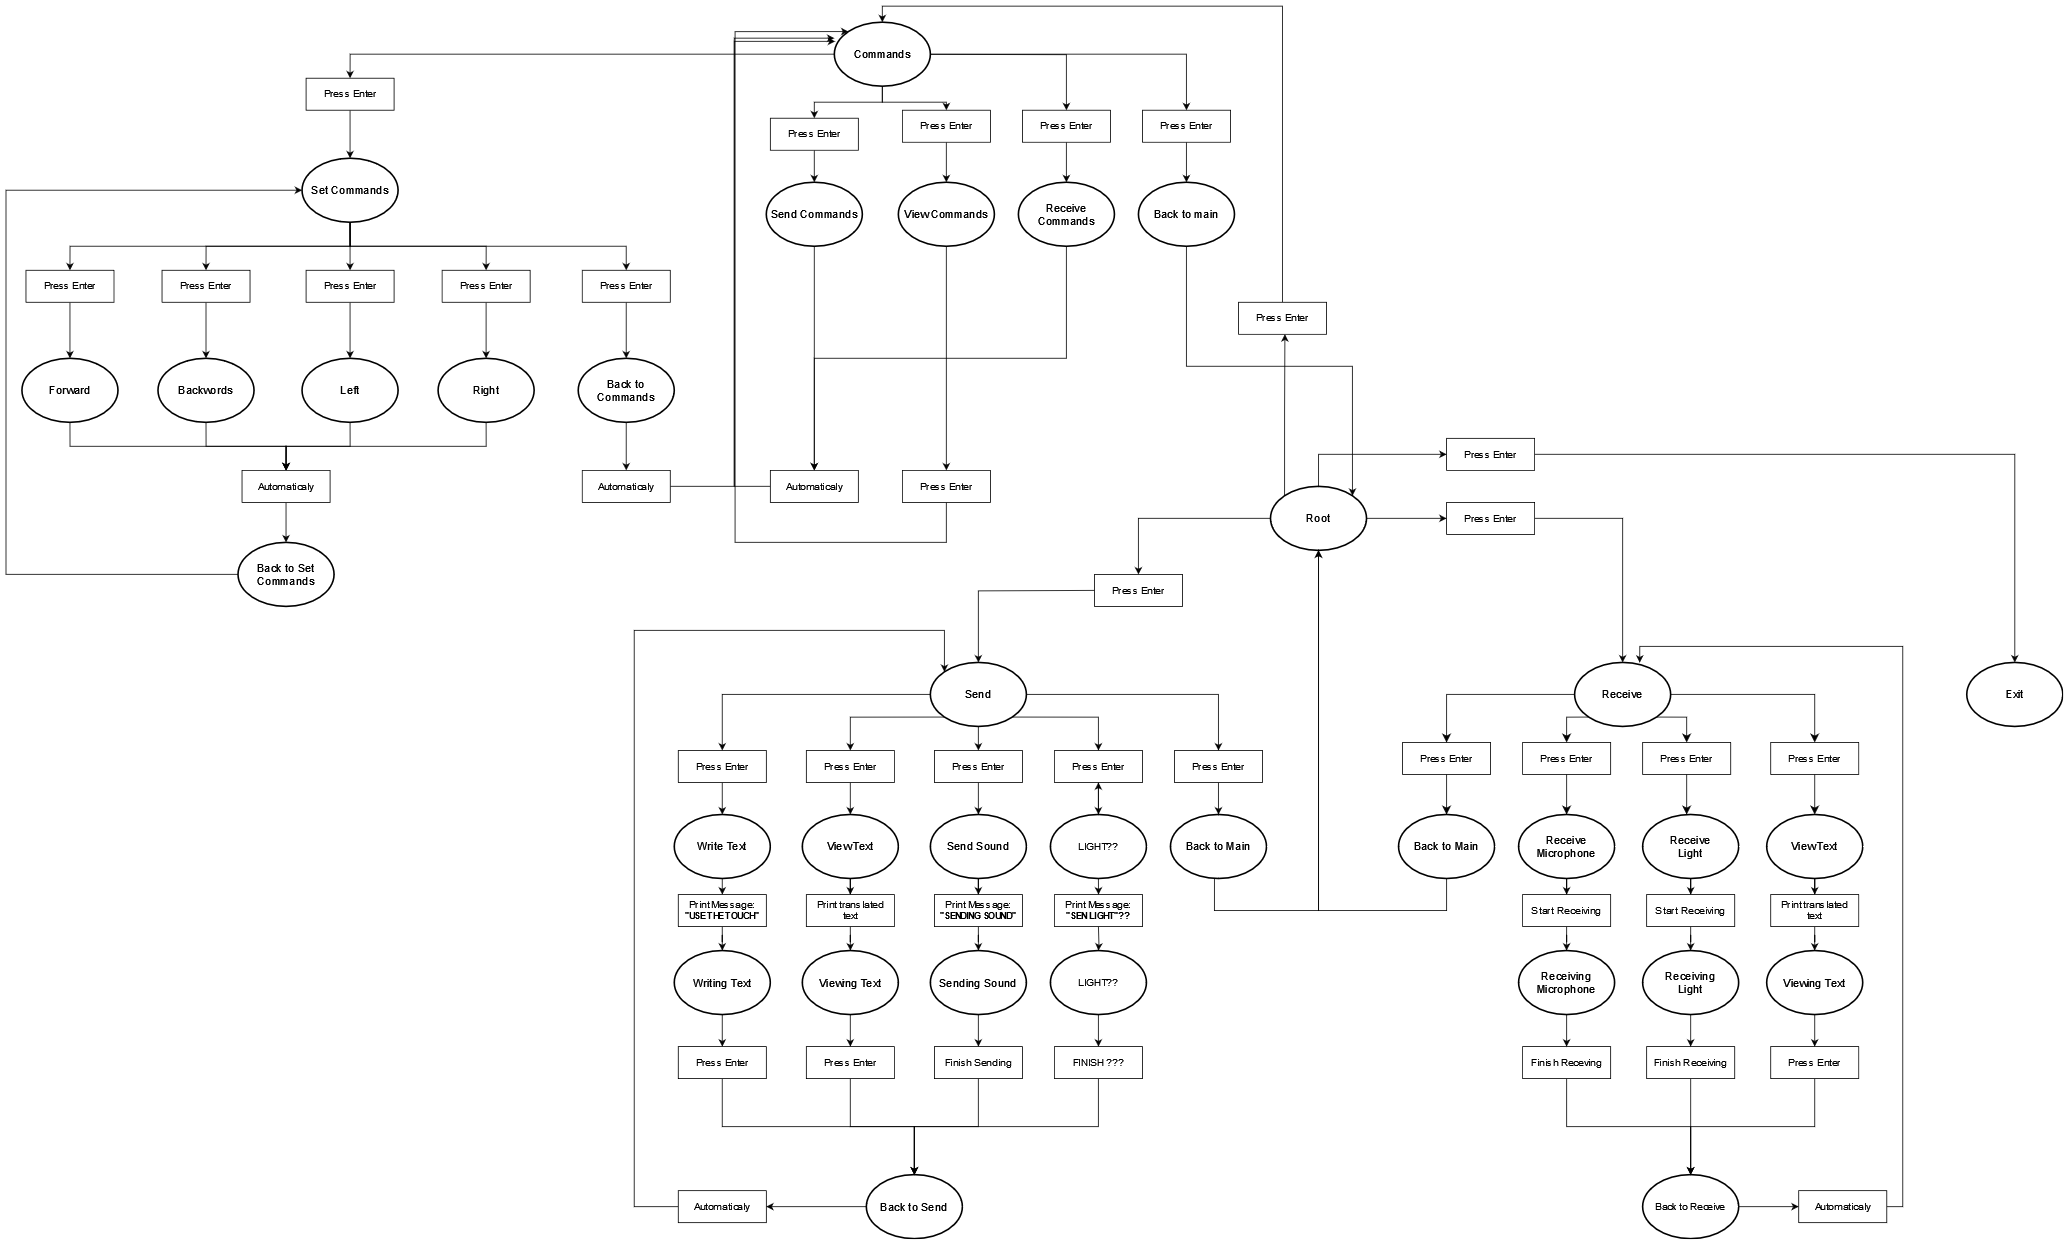 Commands
Press Enter
Press Enter
Press Enter
Press Enter
Press Enter
Set Commands
Send Commands
View Commands
Receive
Commands
Back to main
Press Enter
Press Enter
Press Enter
Press Enter
Press Enter
Press Enter
Forward
Backwords
Left
Right
Back to
Commands
Press Enter
Automaticaly
Automaticaly
Automaticaly
Press Enter
Root
Press Enter
Back to Set
Commands
Press Enter
Send
Receive
Exit
Press Enter
Press Enter
Press Enter
Press Enter
Press Enter
Press Enter
Press Enter
Press Enter
Press Enter
Write Text
View Text
Send Sound
LIGHT??
Back to Main
Back to Main
Receive
Microphone
Receive
Light
View Text
Print Message:
"USE THE TOUCH"
Print translated
text
Print Message:
"SENDING SOUND"
Print Message:
"SEN LIGHT"??
Start Receiving
Start Receiving
Print translated
text
Writing Text
Viewing Text
Sending Sound
LIGHT??
Receiving
Microphone
Receiving
Light
Viewing Text
Press Enter
Press Enter
Finish Sending
FINISH ???
Finish Receving
Finish Receiving
Press Enter
Automaticaly
Back to Send
Back to Receive
Automaticaly